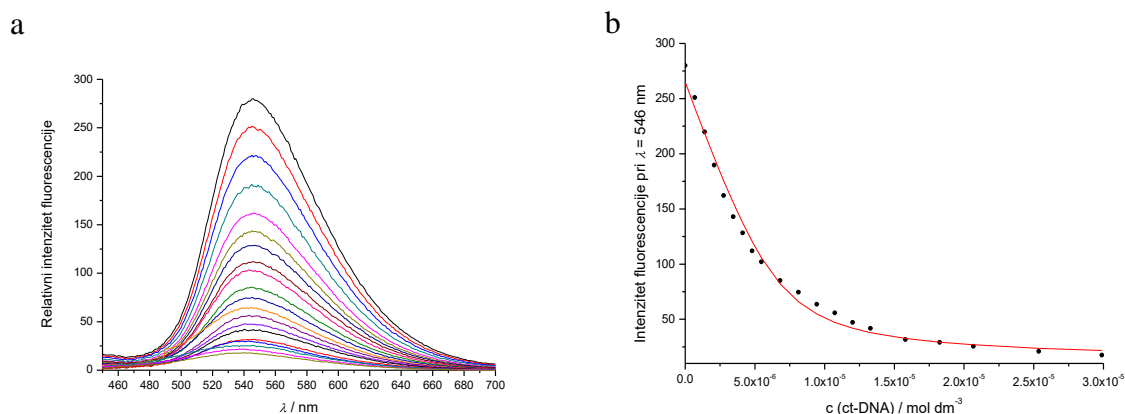 a
Relativni intenzitet fluorescencije
300
250
200
150
100
50
0
460 480 500 520 540 560 580 600 620 640 660 680 700
λ / nm
b
Intenzitet fluorescencije pri λ = 546 nm
300
250
200
150
100
50
0.0 5.0x10⁻⁶ 1.0x10⁻⁵ 1.5x10⁻⁵ 2.0x10⁻⁵ 2.5x10⁻⁵ 3.0x10⁻⁵
c (ct-DNA) / mol dm⁻³